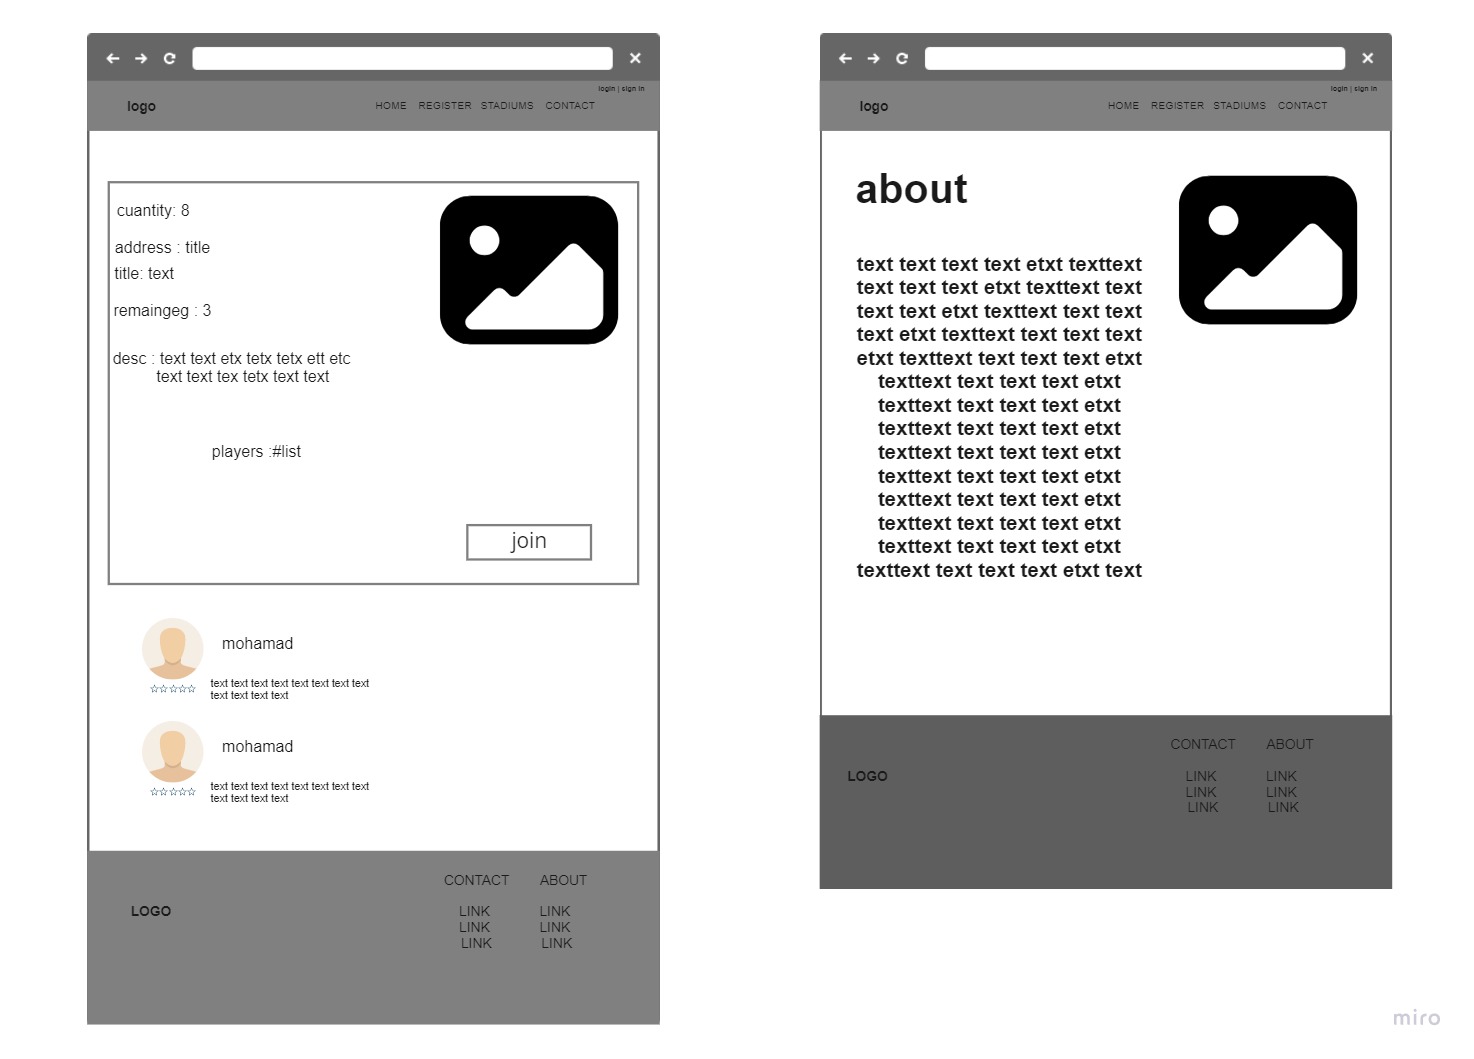 login | sign in
logo
HOME REGISTER STADIUMS CONTACT
cuantity: 8
address : title
title: text
remaingeg : 3
desc : text text etx tetx tetx ett etc
text text tex tetx text text
players :#list
join
mohamad
text text text text text text text text
text text text text
☆☆☆☆☆
mohamad
text text text text text text text text
text text text text
☆☆☆☆☆
CONTACT ABOUT
LOGO
LINK LINK
LINK LINK
LINK LINK
login | sign in
logo
HOME REGISTER STADIUMS CONTACT
about
text text text text etxt texttext
text text text etxt texttext text
text text etxt texttext text text
text etxt texttext text text text
etxt texttext text text text etxt
texttext text text text etxt
texttext text text text etxt
texttext text text text etxt
texttext text text text etxt
texttext text text text etxt
texttext text text text etxt
texttext text text text etxt
texttext text text text etxt
texttext text text text etxt text
CONTACT ABOUT
LOGO
LINK LINK
LINK LINK
LINK LINK
miro